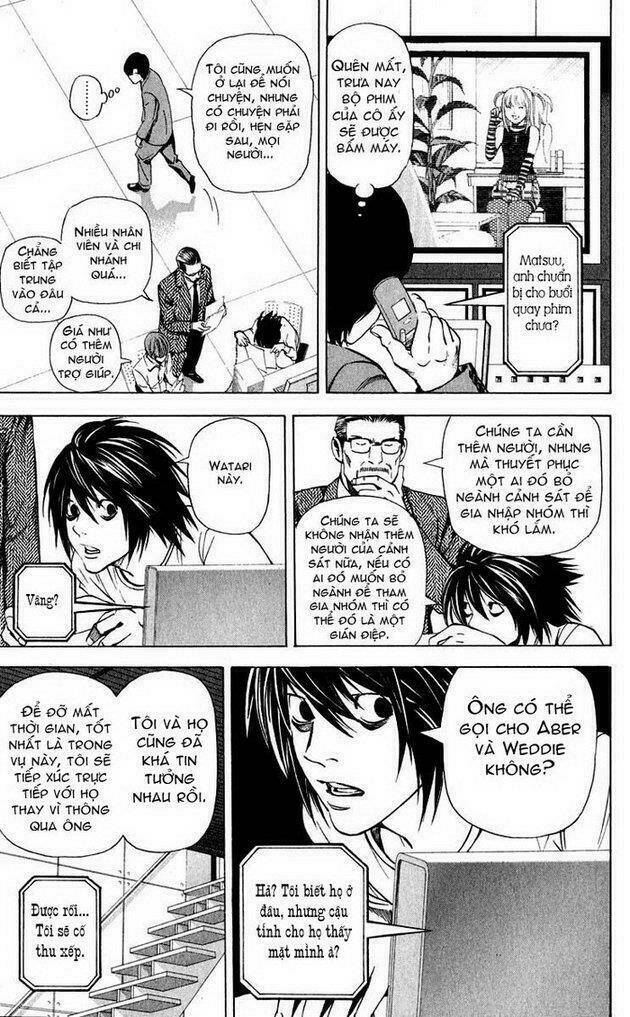 QUÊN MẤT,
TRƯA NAY
BỘ PHIM
CỦA CÔ ẤY
SẼ ĐƯỢC
BẤM MÁY.
Matsuu,
anh chuẩn
bị cho buổi
quay phim
chưa?
TÔI CŨNG MUỐN
Ở LẠI ĐỂ NÓI
CHUYỆN, NHƯNG
CÓ CHUYỆN PHẢI
ĐI RỒI, HẸN GẶP
SAU, MỌI
NGƯỜI...
........
NHIỀU NHÂN
VIÊN VÀ CHI
NHÁNH
QUÁ...
CHẲNG
BIẾT TẬP
TRUNG
VÀO ĐÂU
CẢ...
GIÁ NHƯ
CÓ THÊM
NGƯỜI
TRỢ GIÚP.
CHÚNG TA CẦN
THÊM NGƯỜI, NHƯNG
MÀ THUYẾT PHỤC
MỘT AI ĐÓ BỎ
NGÀNH CẢNH SÁT ĐỂ
GIA NHẬP NHÓM THÌ
KHÓ LẮM.
CHÚNG TA SẼ
KHÔNG NHẬN THÊM
NGƯỜI CỦA CẢNH
SÁT NỮA, NẾU CÓ
AI ĐÓ MUỐN BỎ
NGÀNH ĐỂ THAM
GIA NHÓM THÌ CÓ
THỂ ĐÓ LÀ MỘT
GIÁN ĐIỆP.
WATARI
NÀY.
Vâng?
ÔNG CÓ THỂ
GỌI CHO ABER
VÀ WEDDIE
KHÔNG?
Hả? Tôi biết họ ở
đâu, nhưng cậu
tính cho họ thấy
mặt mình à?
TÔI VÀ HỌ
CŨNG ĐÃ
KHÁ TIN
TƯỞNG
NHAU RỒI.
ĐỂ ĐỠ MẤT
THỜI GIAN, TỐT
NHẤT LÀ TRONG
VỤ NÀY, TÔI SẼ
TIẾP XÚC TRỰC
TIẾP VỚI HỌ
THAY VÌ THÔNG
QUA ÔNG
Được rồi...
Tôi sẽ cố
thu xếp.